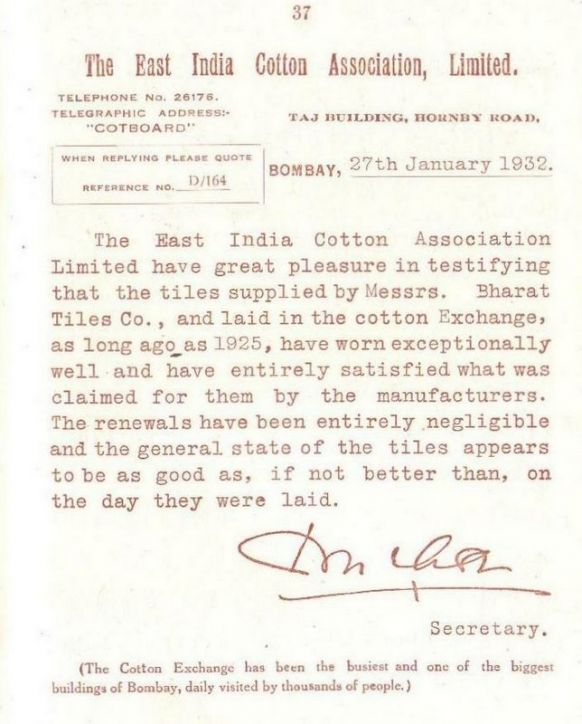 37
The East India Cotton Association, Limited.
TELEPHONE No. 26176.
TELEGRAPHIC ADDRESS:-
"COTBOARD"
TAJ BUILDING, HORNBY ROAD,
WHEN REPLYING PLEASE QUOTE
REFERENCE NO. D/164
BOMBAY, 27th January 1932.
The East India Cotton Association
Limited have great pleasure in testifying
that the tiles supplied by Messrs. Bharat
Tiles Co., and laid in the cotton Exchange,
as long ago as 1925, have worn exceptionally
well and have entirely satisfied what was
claimed for them by the manufacturers.
The renewals have been entirely negligible
and the general state of the tiles appears
to be as good as, if not better than, on
the day they were laid.
Secretary.
(The Cotton Exchange has been the busiest and one of the biggest
buildings of Bombay, daily visited by thousands of people.)